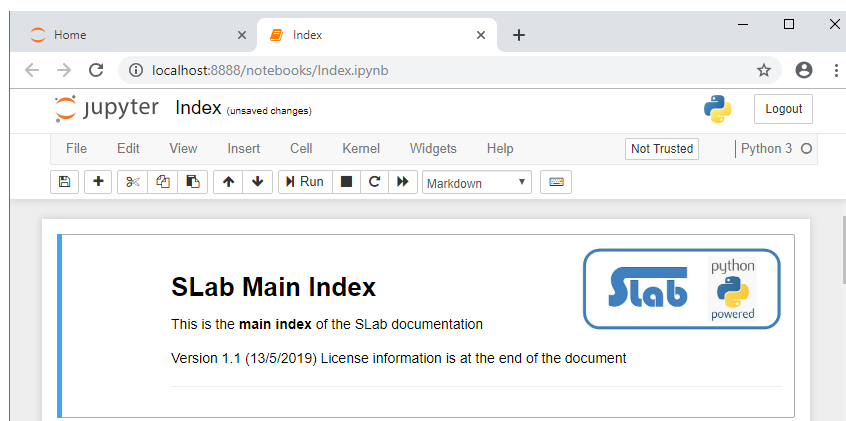 Home
Index
localhost:8888/notebooks/Index.ipynb
jupyter Index (unsaved changes)
Logout
File Edit View Insert Cell Kernel Widgets Help Not Trusted Python 3
Run Markdown
SLab
python
powered
SLab Main Index
This is the main index of the SLab documentation
Version 1.1 (13/5/2019) License information is at the end of the document